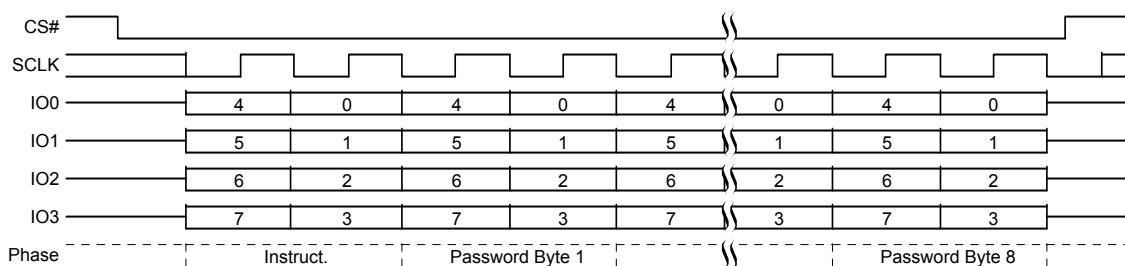 CS#
SCLK
IO0 4 0 4 0 4 0 4 0
IO1 5 1 5 1 5 1 5 1
IO2 6 2 6 2 6 2 6 2
IO3 7 3 7 3 7 3 7 3
Phase Instruct. Password Byte 1 Password Byte 8